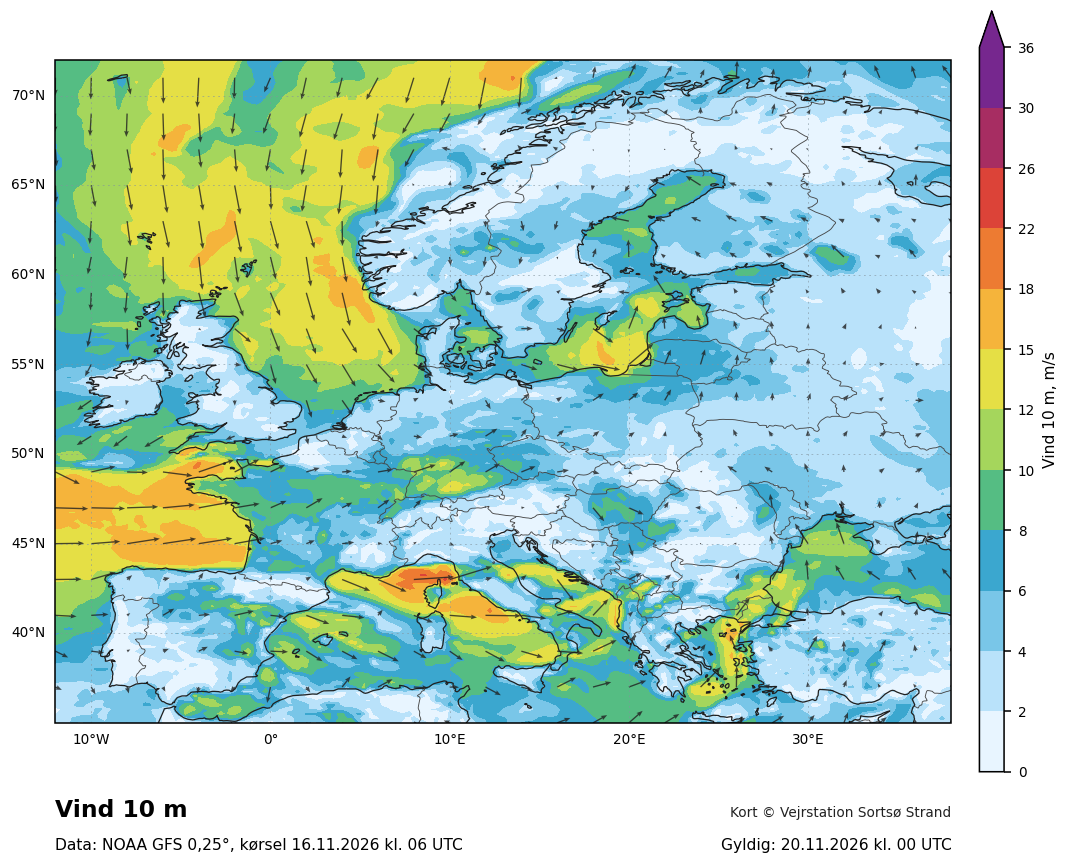 36
30
26
22
18
15
12
10
8
6
4
2
0
Vind 10 m, m/s
70°N
65°N
60°N
55°N
50°N
45°N
40°N
10°W
0°
10°E
20°E
30°E
Vind 10 m
Kort © Vejrstation Sortsø Strand
Data: NOAA GFS 0,25°, kørsel 16.11.2026 kl. 06 UTC
Gyldig: 20.11.2026 kl. 00 UTC